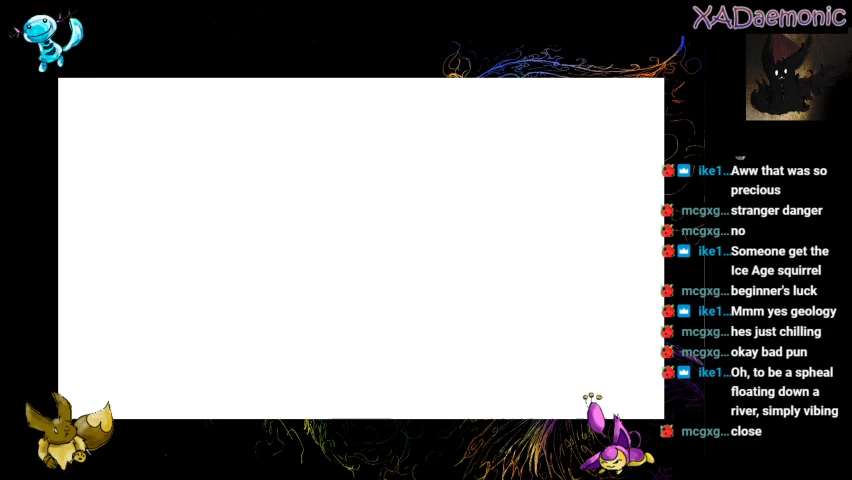 XADaemonic
ike1… Aww that was so
precious
mcgxg… stranger danger
mcgxg… no
ike1… Someone get the
Ice Age squirrel
mcgxg… beginner's luck
ike1… Mmm yes geology
mcgxg… hes just chilling
mcgxg… okay bad pun
ike1… Oh, to be a spheal
floating down a
river, simply vibing
mcgxg… close